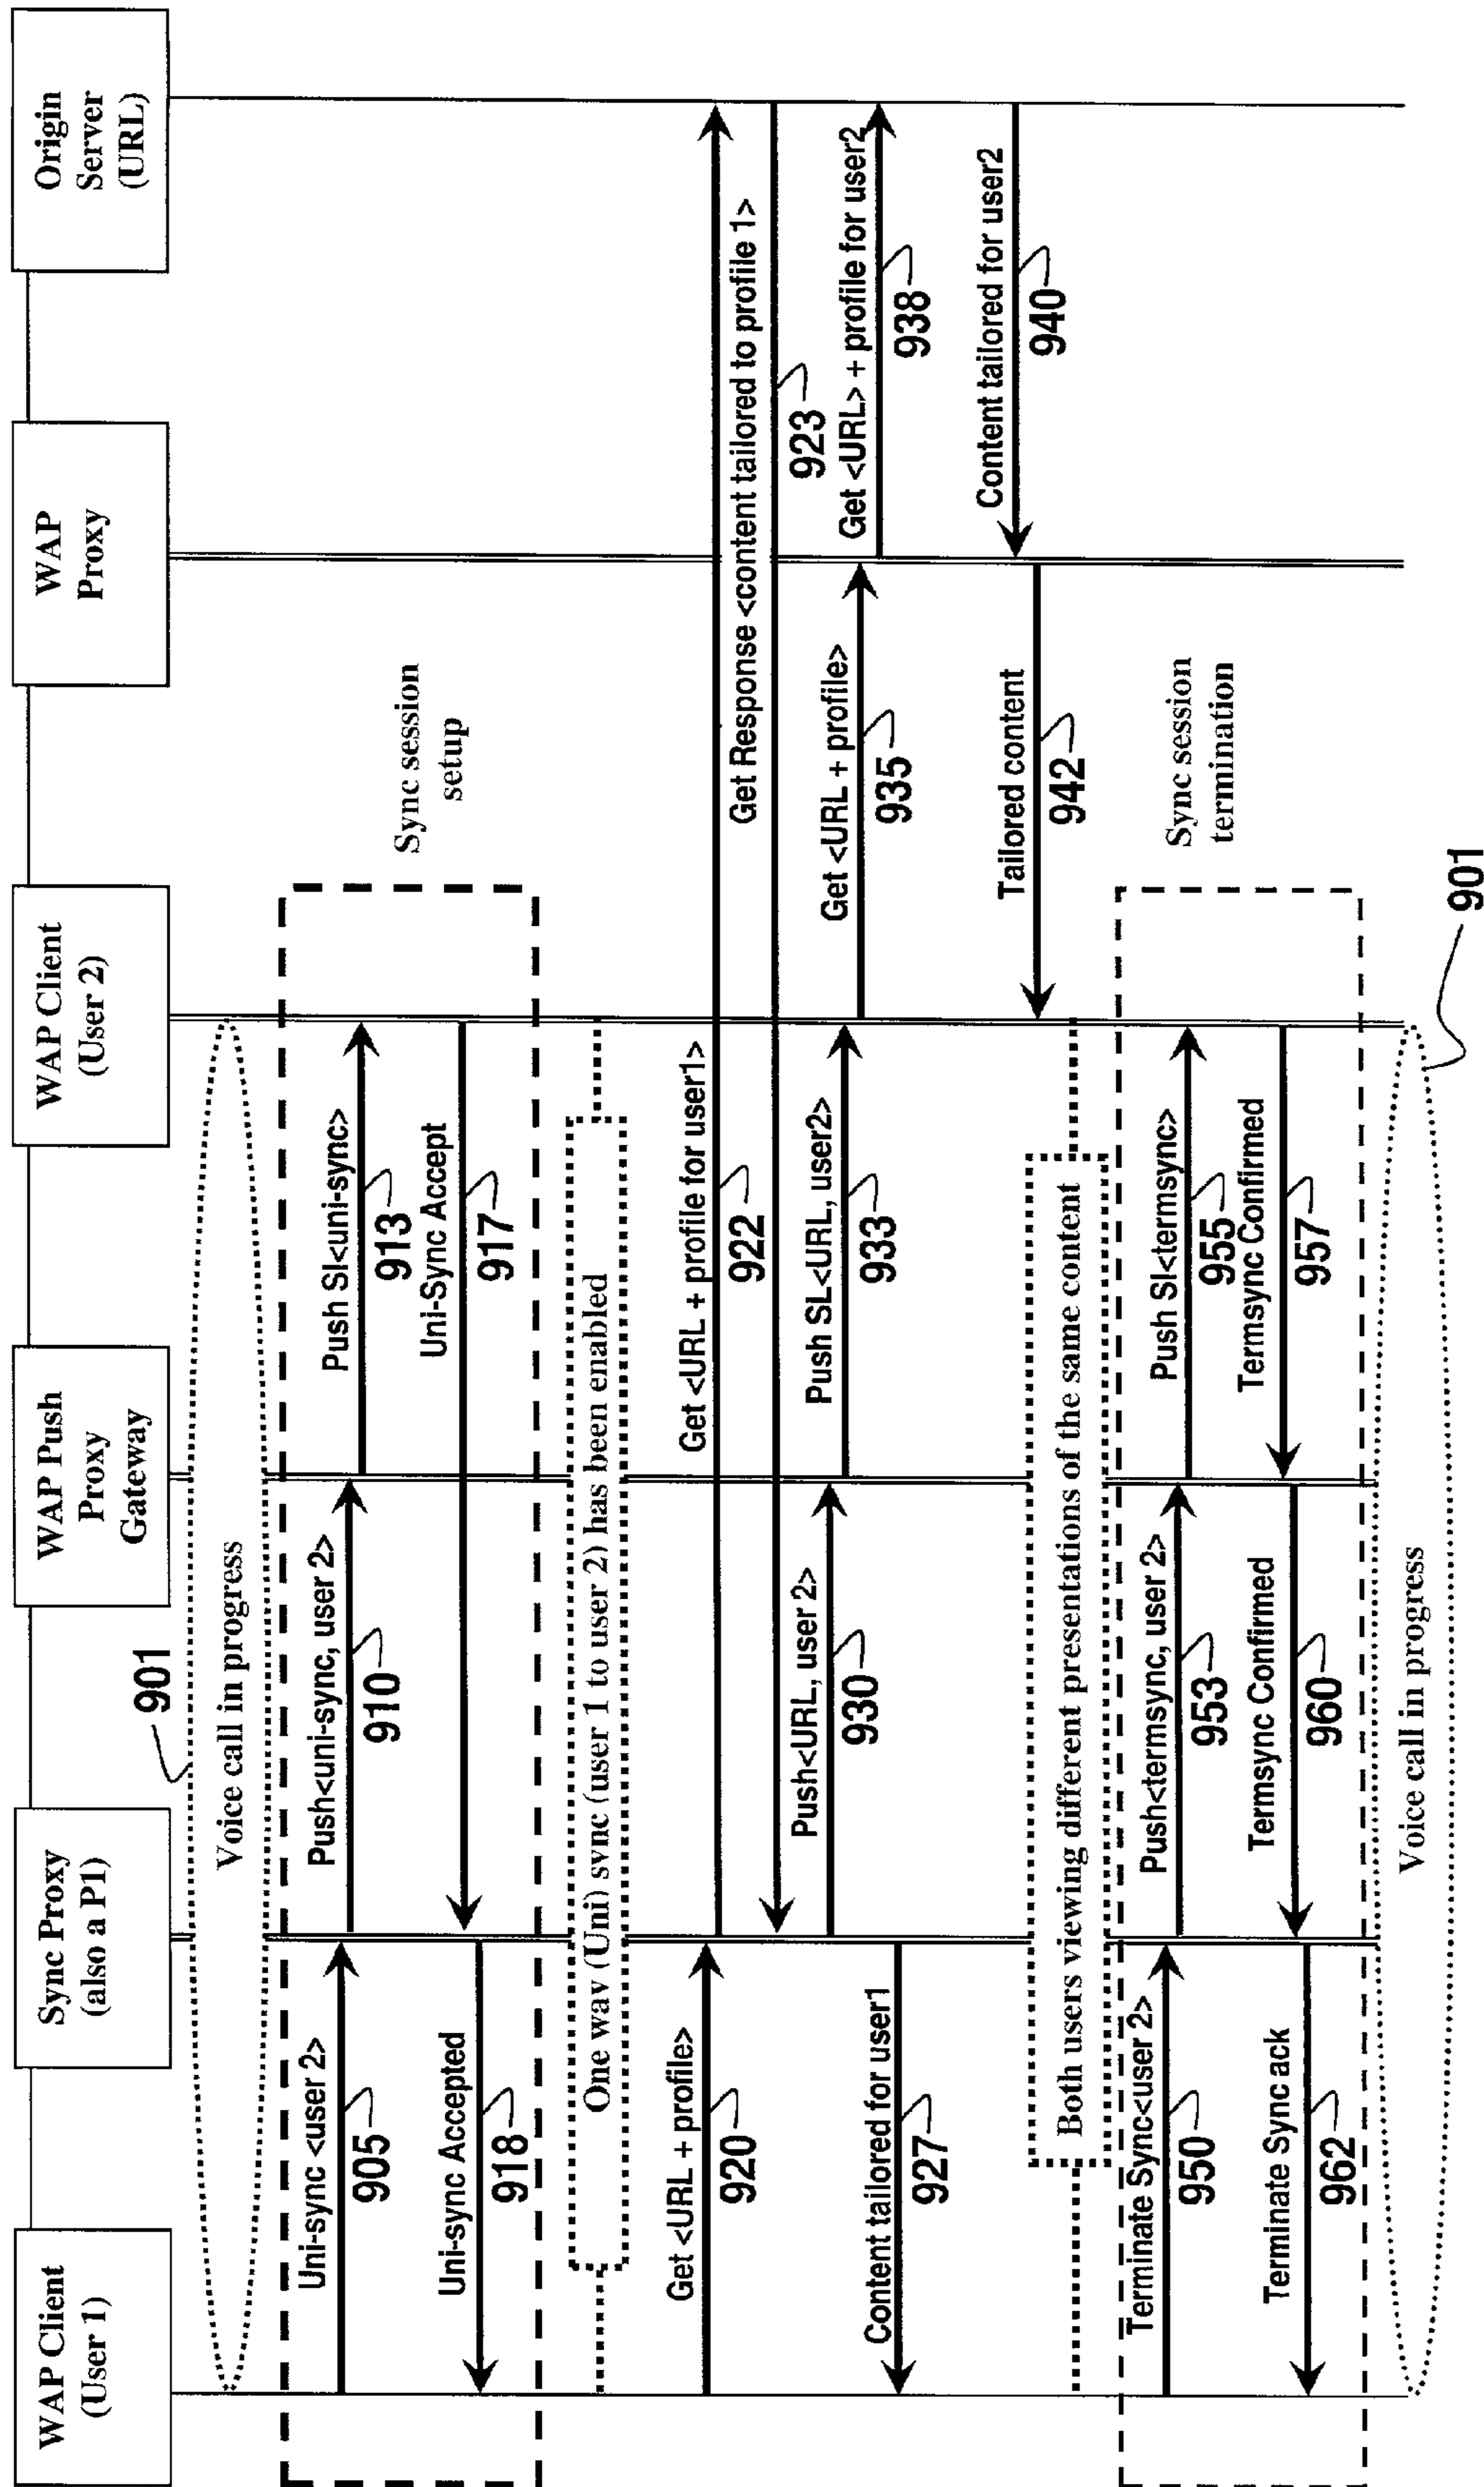 WAP Client
(User 1)
Sync Proxy
(also a P1)
WAP Push
Proxy
Gateway
WAP Client
(User 2)
WAP
Proxy
Origin
Server
(URL)
901
Voice call in progress
Uni-sync <user 2>
905
Push<uni-sync, user 2>
910
Push SI<uni-sync>
913
Uni-Sync Accept
917
Uni-sync Accepted
918
Sync session
setup
One way (Uni) sync (user 1 to user 2) has been enabled
Get <URL + profile>
920
Get <URL + profile for user1>
922
Get Response <content tailored to profile 1>
923
Push<URL, user 2>
930
Push SL<URL, user2>
933
Get <URL + profile>
935
Get <URL> + profile for user2
938
Content tailored for user1
927
Content tailored for user2
940
Tailored content
942
Both users viewing different presentations of the same content
Terminate Sync<user 2>
950
Push<termsync, user 2>
953
Push SI<termsync>
955
Termsync Confirmed
957
Termsync Confirmed
960
Terminate Sync ack
962
Sync session
termination
Voice call in progress
901